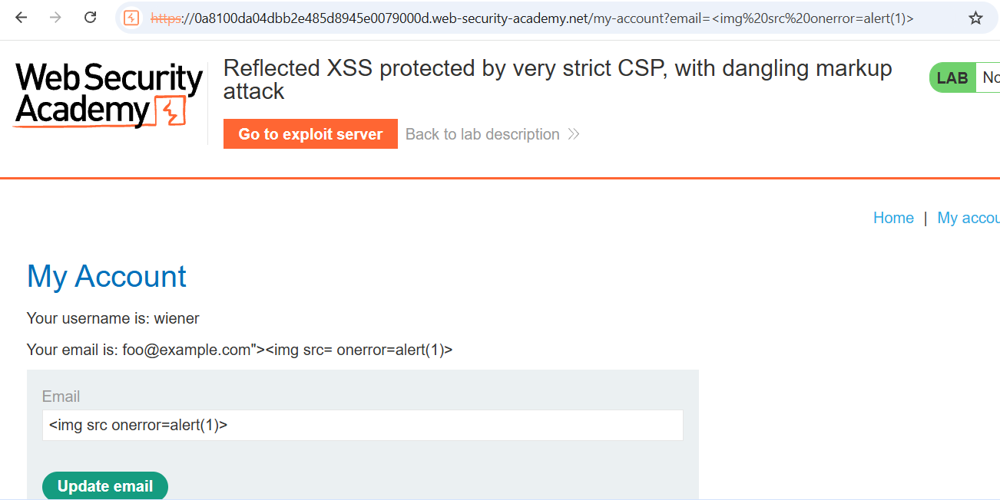 https://0a8100da04dbb2e485d8945e0079000d.web-security-academy.net/my-account?email=<img%20src%20onerror=alert(1)>
Web Security
Academy
Reflected XSS protected by very strict CSP, with dangling markup
attack
LAB No
Go to exploit server Back to lab description
Home | My accou
My Account
Your username is: wiener
Your email is: foo@example.com"><img src= onerror=alert(1)>
Email
<img src onerror=alert(1)>
Update email